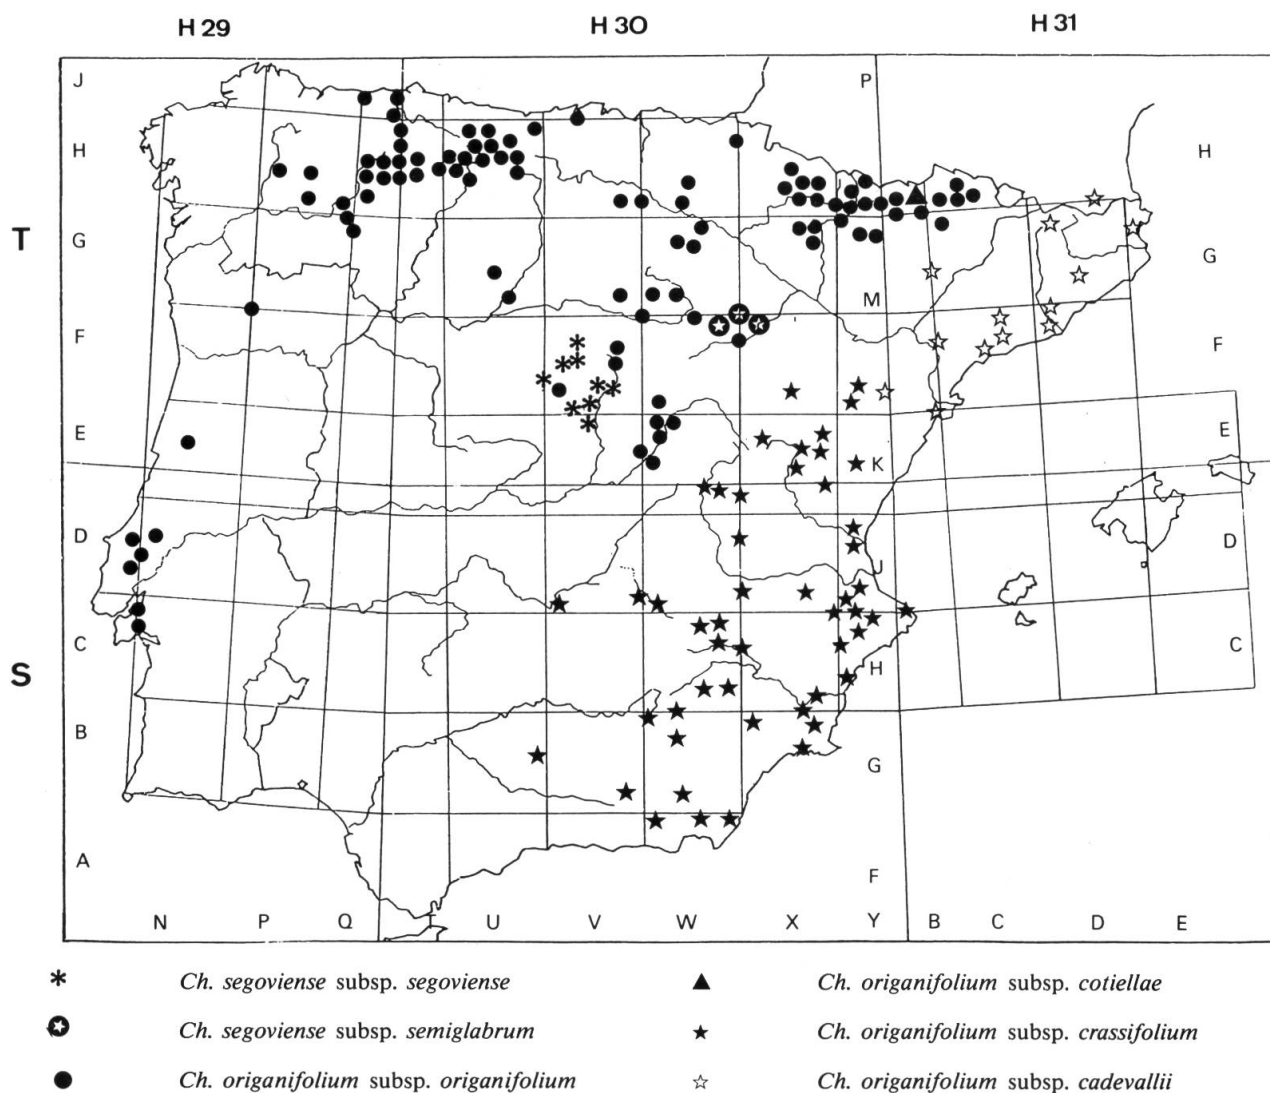 H 29 H 30 H 31
J P
H H
T G G
M
F F
E E
K
D D
J
S C C
H
B
G
A F
N P Q T U V W X Y B C D E
* Ch. segoviense subsp. segoviense
Ch. segoviense subsp. semiglabrum
Ch. origanifolium subsp. origanifolium
Ch. origanifolium subsp. cotiellae
Ch. origanifolium subsp. crassifolium
Ch. origanifolium subsp. cadevallii